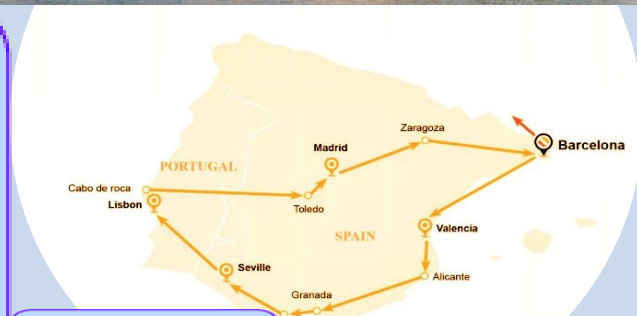 Zaragoza
Barcelona
Madrid
PORTUGAL
Cabo de roca
Lisbon
Toledo
Valencia
SPAIN
Seville
Alicante
Granada